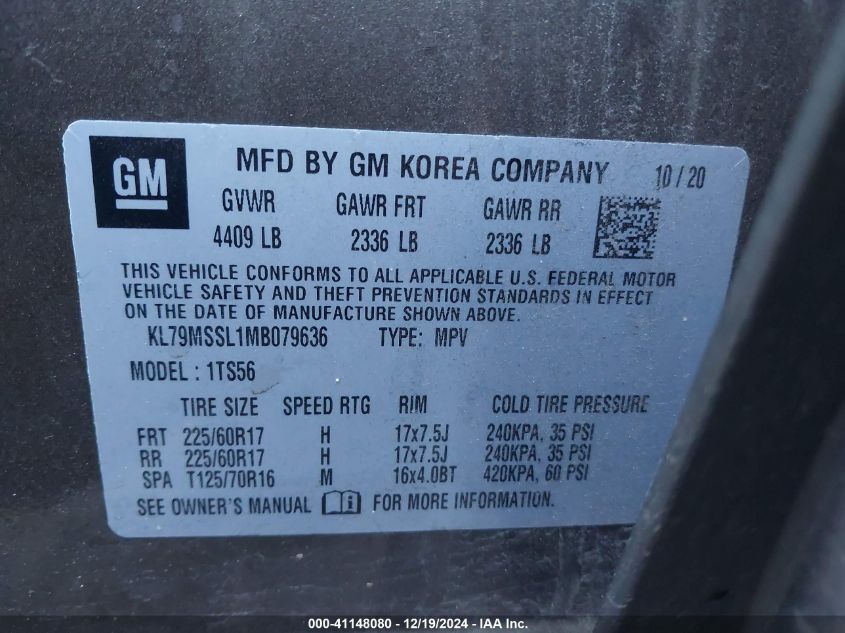 GM
MFD BY GM KOREA COMPANY 10/20
GVWR GAWR FRT GAWR RR
4409 LB 2336 LB 2336 LB
THIS VEHICLE CONFORMS TO ALL APPLICABLE U.S. FEDERAL MOTOR
VEHICLE SAFETY AND THEFT PREVENTION STANDARDS IN EFFECT
ON THE DATE OF MANUFACTURE SHOWN ABOVE.
KL79MSSL1MB079636 TYPE: MPV
MODEL : 1TS56
TIRE SIZE SPEED RTG RIM COLD TIRE PRESSURE
FRT 225/60R17 H 17x7.5J 240KPA, 35 PSI
RR 225/60R17 H 17x7.5J 240KPA, 35 PSI
SPA T125/70R16 M 16x4.0BT 420KPA, 60 PSI
SEE OWNER'S MANUAL FOR MORE INFORMATION.
000-41148080 - 12/19/2024 - IAA Inc.